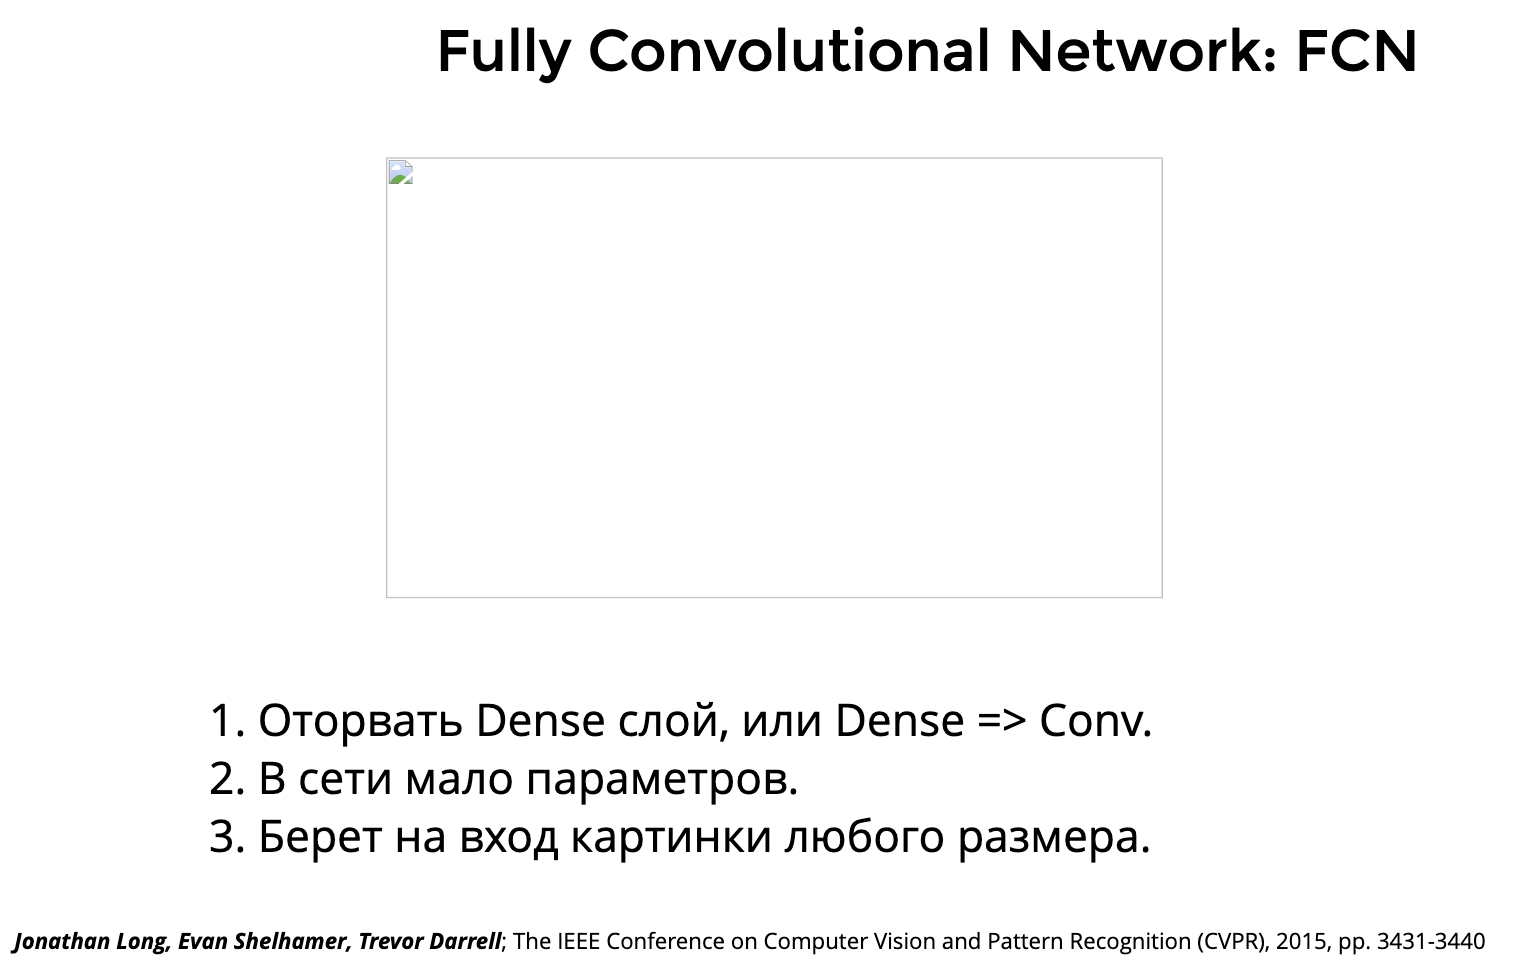 Fully Convolutional Network: FCN
1. Оторвать Dense слой, или Dense => Conv.
2. В сети мало параметров.
3. Берет на вход картинки любого размера.
Jonathan Long, Evan Shelhamer, Trevor Darrell; The IEEE Conference on Computer Vision and Pattern Recognition (CVPR), 2015, pp. 3431-3440